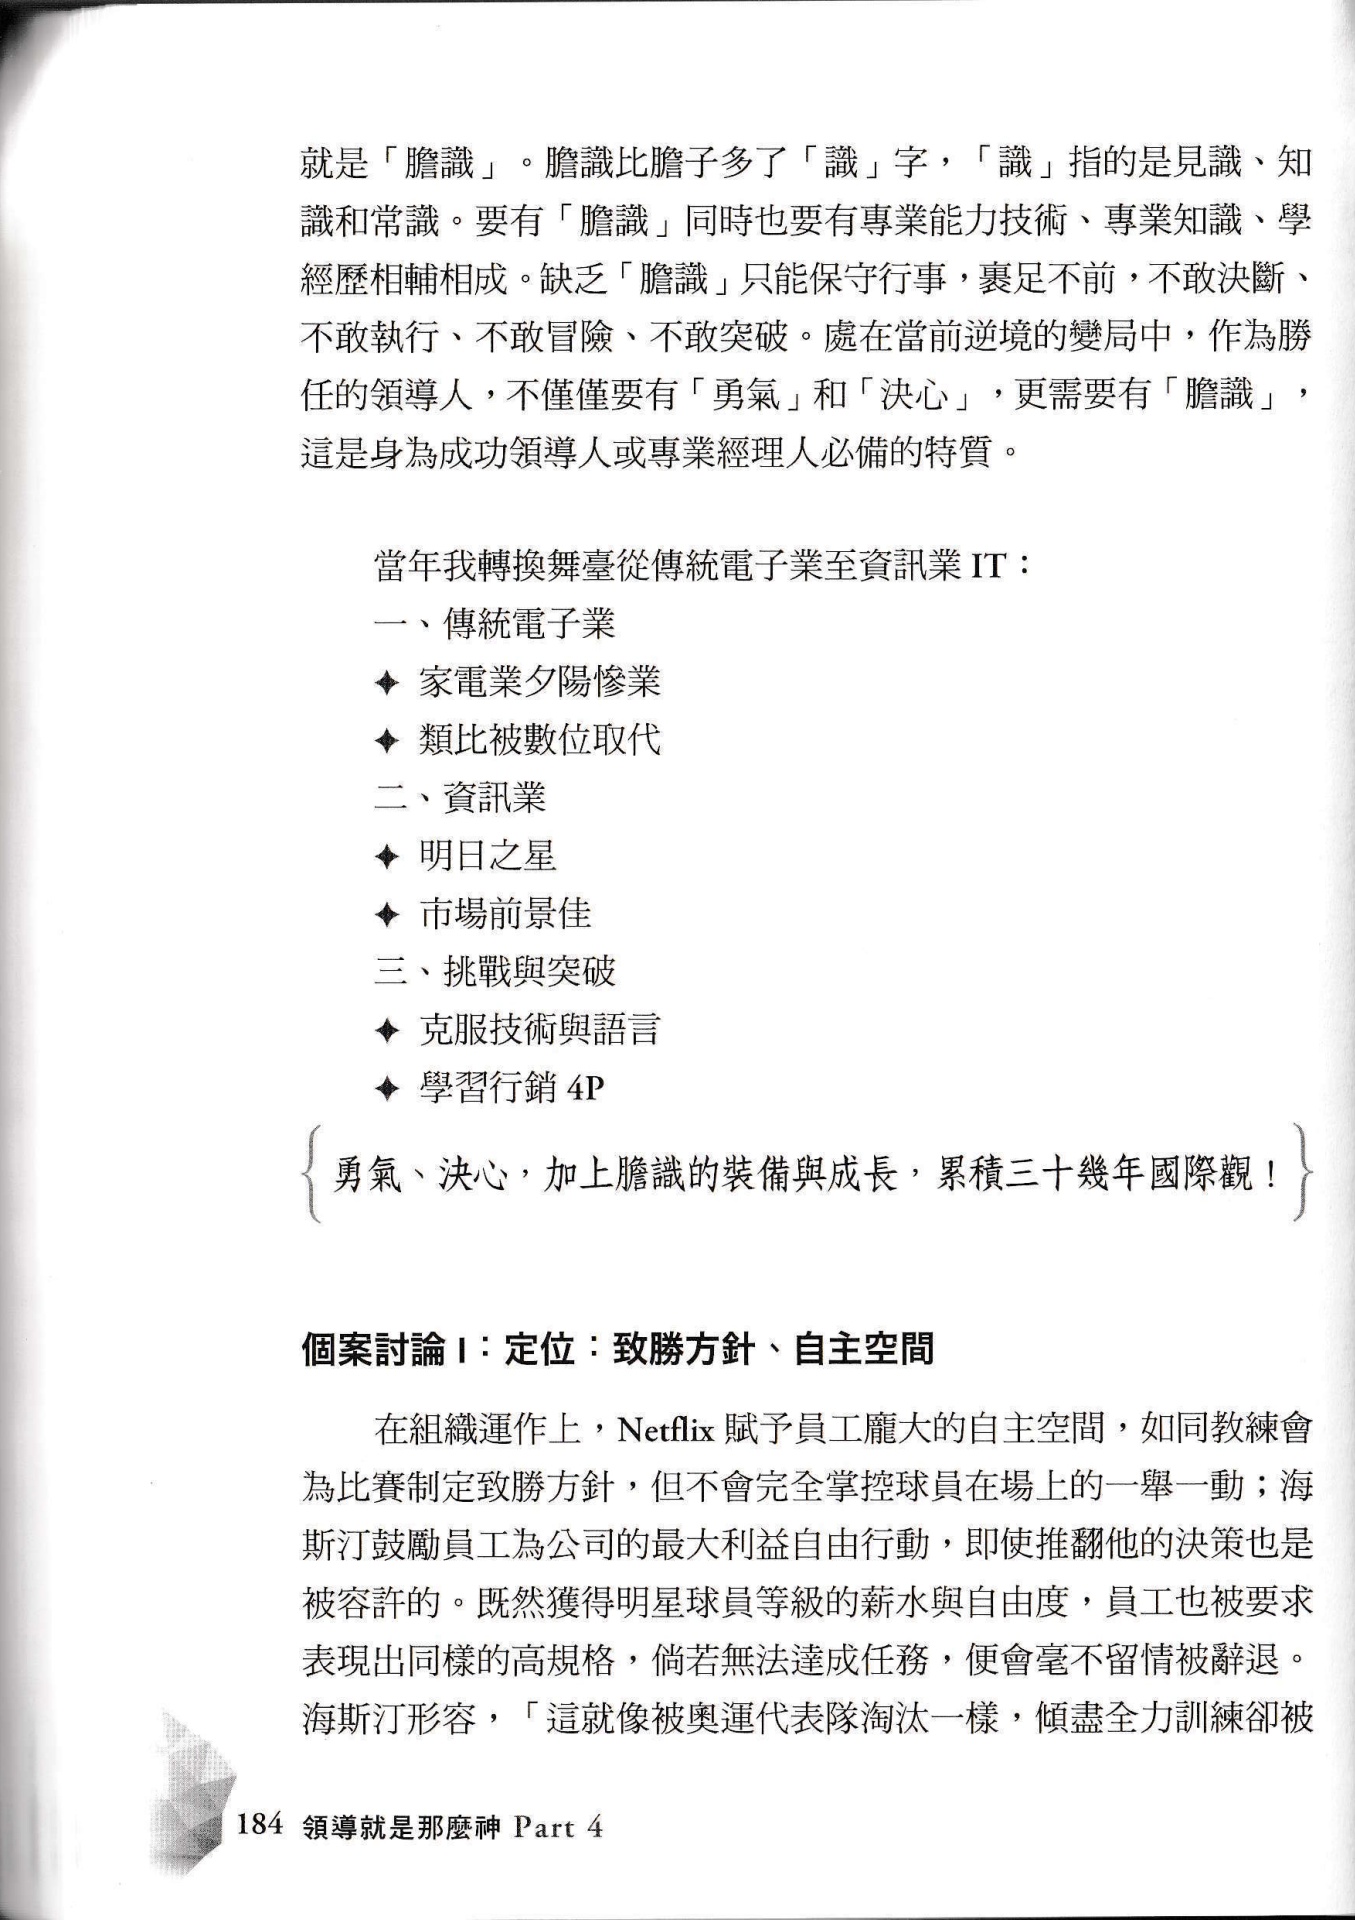 就是「膽識」。膽識比膽子多了「識」字，「識」指的是見識、知
識和常識。要有「膽識」同時也要有專業能力技術、專業知識、學
經歷相輔相成。缺乏「膽識」只能保守行事，裹足不前，不敢決斷、
不敢執行、不敢冒險、不敢突破。處在當前逆境的變局中，作為勝
任的領導人，不僅僅要有「勇氣」和「決心」，更需要有「膽識」，
這是身為成功領導人或專業經理人必備的特質。
當年我轉換舞臺從傳統電子業至資訊業 IT：
一、傳統電子業
✦ 家電業夕陽慘業
✦ 類比被數位取代
二、資訊業
✦ 明日之星
✦ 市場前景佳
三、挑戰與突破
✦ 克服技術與語言
✦ 學習行銷 4P
{勇氣、決心，加上膽識的裝備與成長，累積三十幾年國際觀！}
個案討論 I：定位：致勝方針、自主空間
在組織運作上，Netflix 賦予員工龐大的自主空間，如同教練會
為比賽制定致勝方針，但不會完全掌控球員在場上的一舉一動；海
斯汀鼓勵員工為公司的最大利益自由行動，即使推翻他的決策也是
被容許的。既然獲得明星球員等級的薪水與自由度，員工也被要求
表現出同樣的高規格，倘若無法達成任務，便會毫不留情被辭退。
海斯汀形容，「這就像被奧運代表隊淘汰一樣，傾盡全力訓練卻被
184 領導就是那麼神 Part 4